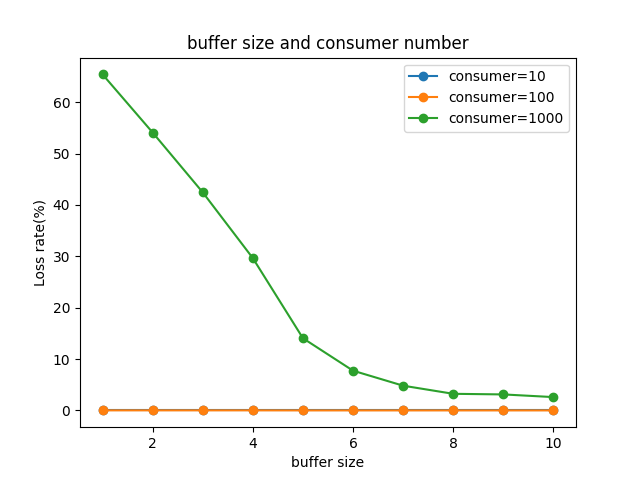 buffer size and consumer number
consumer=10
consumer=100
consumer=1000
Loss rate(%)
60
50
40
30
20
10
0
2
4
6
8
10
buffer size